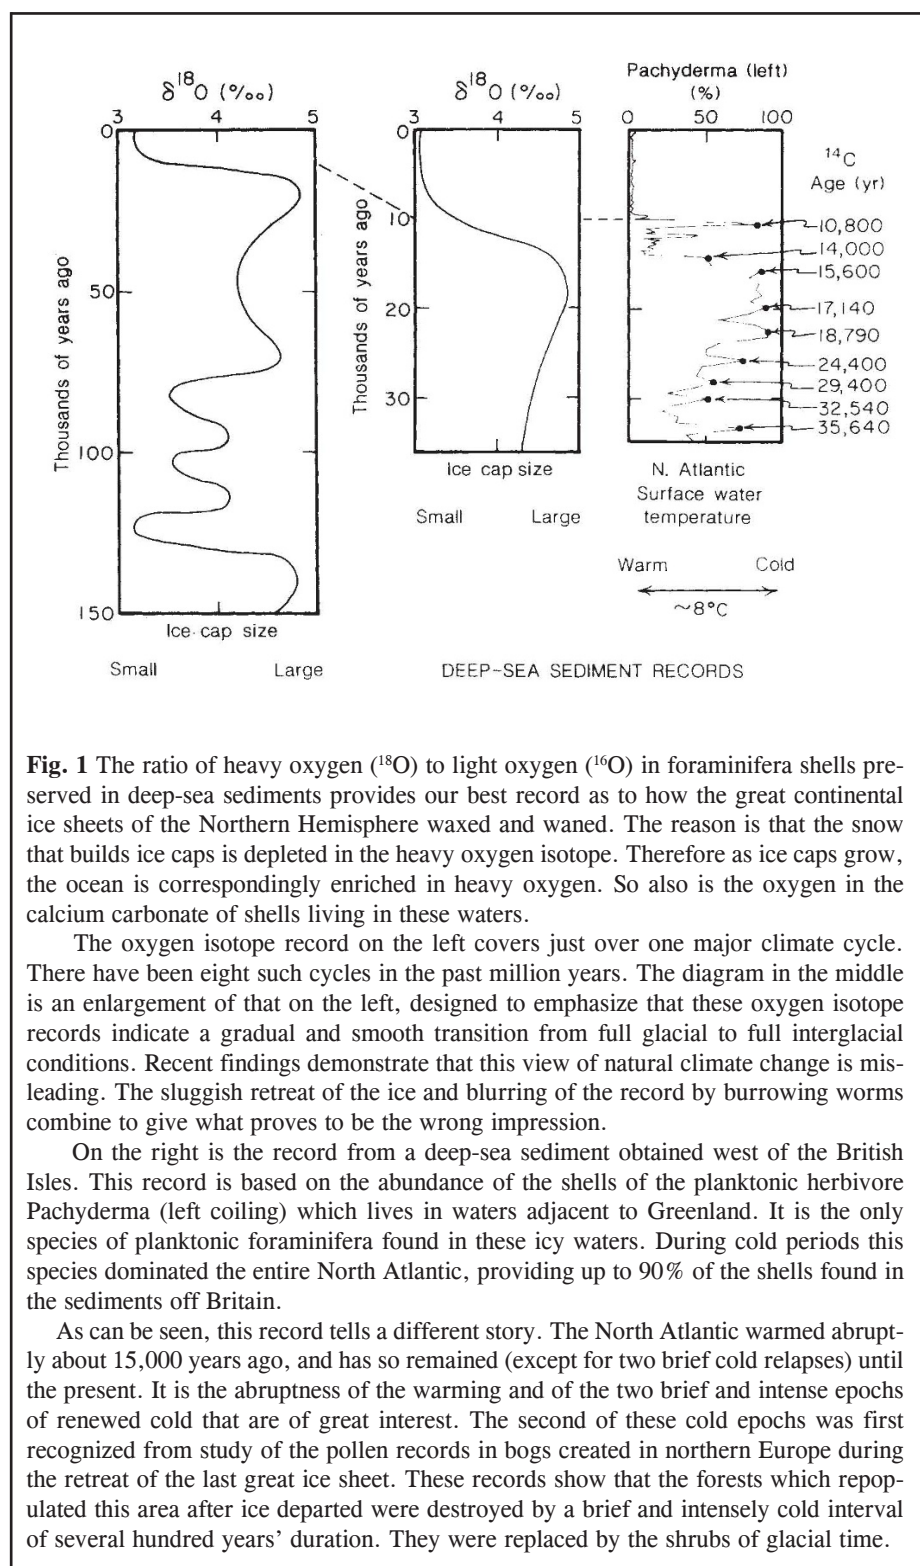 δ18O (‰)
3 4 5
0
50
100
150
Thousands of years ago
Ice cap size
Small Large
δ18O (‰)
3 4 5
0
10
20
30
Thousands of years ago
Ice cap size
Small Large
Pachyderma (left)
(%)
0 50 100
14C
Age (yr)
10,800
14,000
15,600
17,140
18,790
24,400
29,400
32,540
35,640
N. Atlantic
Surface water
temperature
Warm Cold
~8°C
DEEP-SEA SEDIMENT RECORDS
Fig. 1 The ratio of heavy oxygen (18O) to light oxygen (16O) in foraminifera shells pre-
served in deep-sea sediments provides our best record as to how the great continental
ice sheets of the Northern Hemisphere waxed and waned. The reason is that the snow
that builds ice caps is depleted in the heavy oxygen isotope. Therefore as ice caps grow,
the ocean is correspondingly enriched in heavy oxygen. So also is the oxygen in the
calcium carbonate of shells living in these waters.
The oxygen isotope record on the left covers just over one major climate cycle.
There have been eight such cycles in the past million years. The diagram in the middle
is an enlargement of that on the left, designed to emphasize that these oxygen isotope
records indicate a gradual and smooth transition from full glacial to full interglacial
conditions. Recent findings demonstrate that this view of natural climate change is mis-
leading. The sluggish retreat of the ice and blurring of the record by burrowing worms
combine to give what proves to be the wrong impression.
On the right is the record from a deep-sea sediment obtained west of the British
Isles. This record is based on the abundance of the shells of the planktonic herbivore
Pachyderma (left coiling) which lives in waters adjacent to Greenland. It is the only
species of planktonic foraminifera found in these icy waters. During cold periods this
species dominated the entire North Atlantic, providing up to 90% of the shells found in
the sediments off Britain.
As can be seen, this record tells a different story. The North Atlantic warmed abrupt-
ly about 15,000 years ago, and has so remained (except for two brief cold relapses) until
the present. It is the abruptness of the warming and of the two brief and intense epochs
of renewed cold that are of great interest. The second of these cold epochs was first
recognized from study of the pollen records in bogs created in northern Europe during
the retreat of the last great ice sheet. These records show that the forests which repop-
ulated this area after ice departed were destroyed by a brief and intensely cold interval
of several hundred years' duration. They were replaced by the shrubs of glacial time.